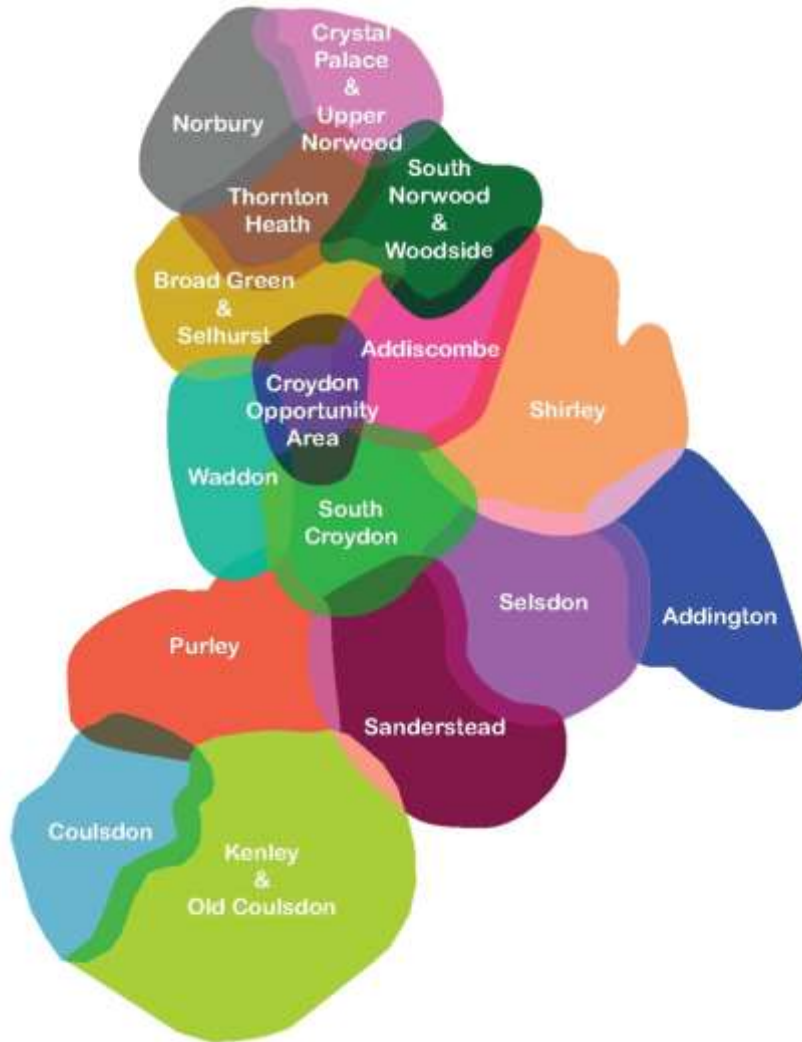 Crystal
Palace
&
Upper
Norwood
Norbury
South
Norwood
&
Woodside
Thornton
Heath
Broad Green
&
Selhurst
Addiscombe
Croydon
Opportunity
Area
Shirley
Waddon
South
Croydon
Selsdon
Addington
Purley
Sanderstead
Coulsdon
Kenley
&
Old Coulsdon